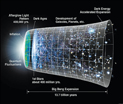 Dark Energy
Accelerated Expansion
Afterglow Light
Pattern
400,000 yrs.
Dark Ages
Development of
Galaxies, Planets, etc.
Inflation
Quantum
Fluctuations
1st Stars
about 400 million yrs.
Big Bang Expansion
13.7 billion years